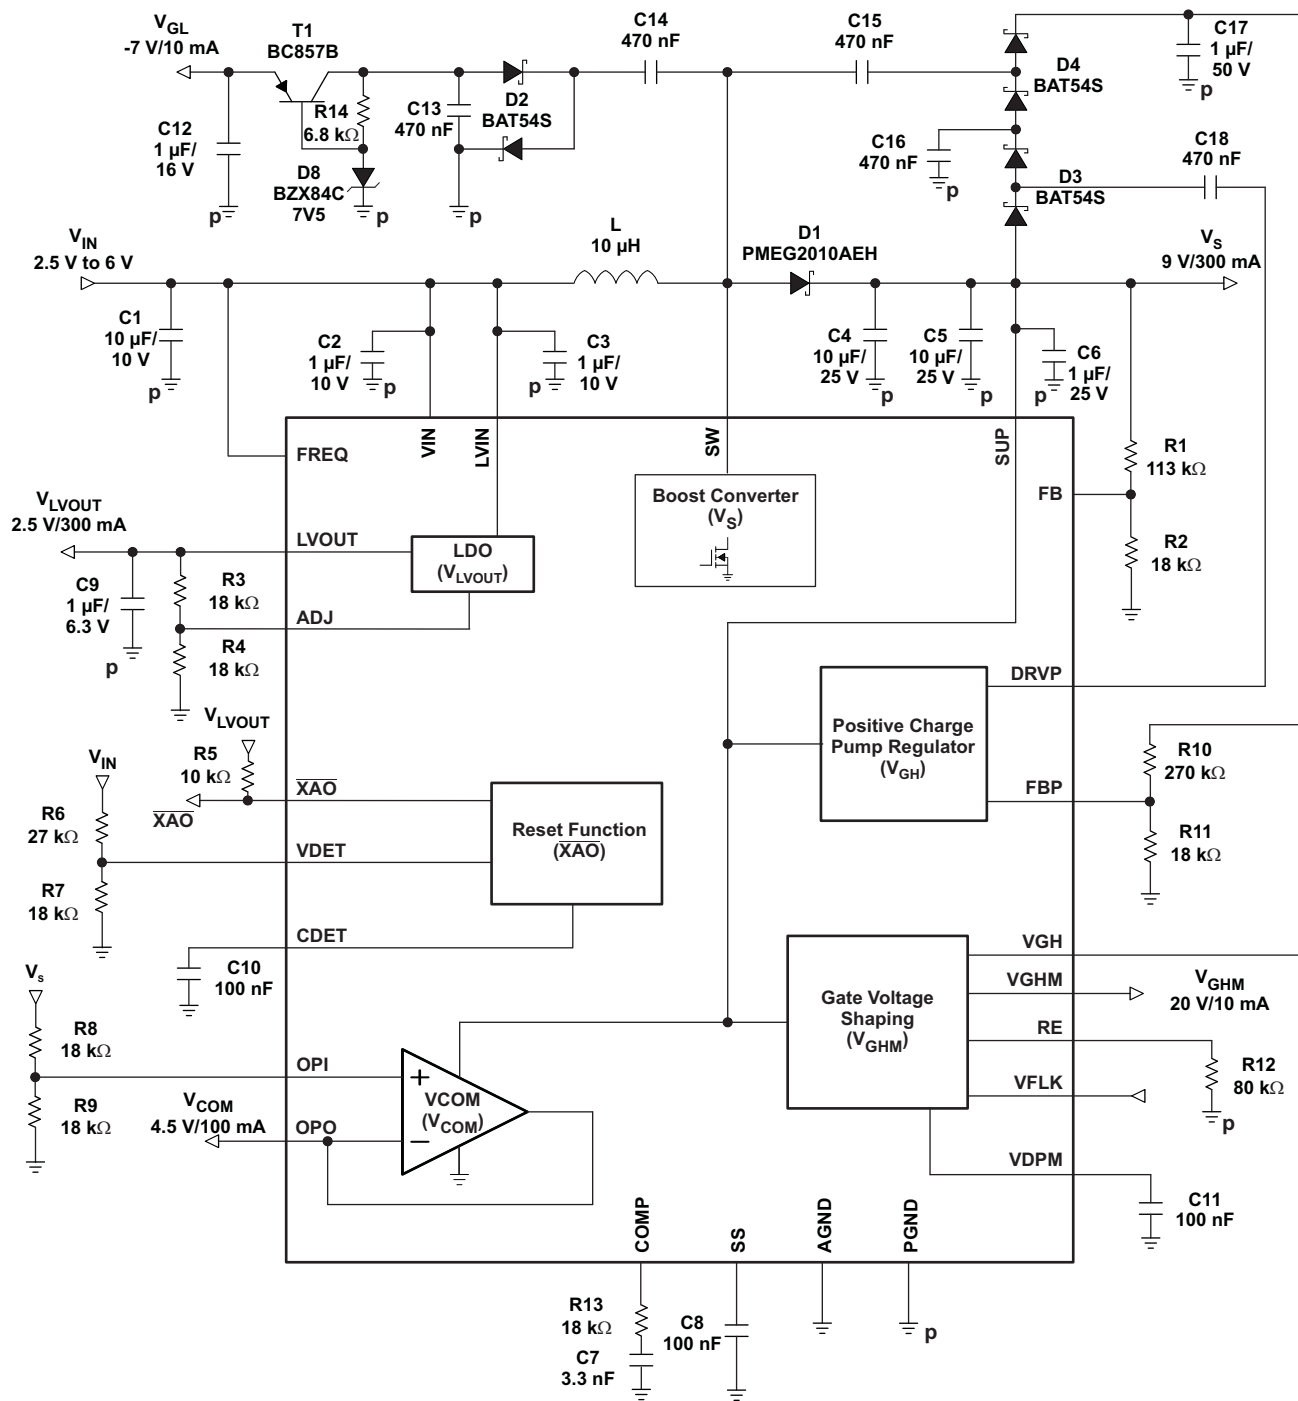 V_GL
-7 V/10 mA
T1
BC857B
C14
470 nF
C15
470 nF
C17
1 µF/
50 V
p
D4
BAT54S
R14
6.8 kΩ
C13
470 nF
D2
BAT54S
C12
1 µF/
16 V
p
D8
BZX84C
7V5
p
p
C16
470 nF
p
C18
470 nF
D3
BAT54S
V_IN
2.5 V to 6 V
L
10 µH
D1
PMEG2010AEH
V_S
9 V/300 mA
C1
10 µF/
10 V
p
C2
1 µF/
10 V
p
C3
1 µF/
10 V
p
C4
10 µF/
25 V
p
C5
10 µF/
25 V
p
C6
1 µF/
25 V
p
FREQ
VIN
LVIN
SW
SUP
FB
R1
113 kΩ
R2
18 kΩ
Boost Converter
(V_S)
V_LVOUT
2.5 V/300 mA
LVOUT
LDO
(V_LVOUT)
C9
1 µF/
6.3 V
p
R3
18 kΩ
ADJ
R4
18 kΩ
DRVP
Positive Charge
Pump Regulator
(V_GH)
FBP
R10
270 kΩ
R11
18 kΩ
V_LVOUT
R5
10 kΩ
V_IN
X̅A̅O̅
X̅A̅O̅
R6
27 kΩ
Reset Function
(X̅A̅O̅)
VDET
R7
18 kΩ
CDET
C10
100 nF
V_s
R8
18 kΩ
OPI
R9
18 kΩ
V_COM
4.5 V/100 mA
OPO
+
VCOM
(V_COM)
−
Gate Voltage
Shaping
(V_GHM)
VGH
VGHM
V_GHM
20 V/10 mA
RE
R12
80 kΩ
p
VFLK
VDPM
C11
100 nF
COMP
SS
AGND
PGND
R13
18 kΩ
C7
3.3 nF
C8
100 nF
p